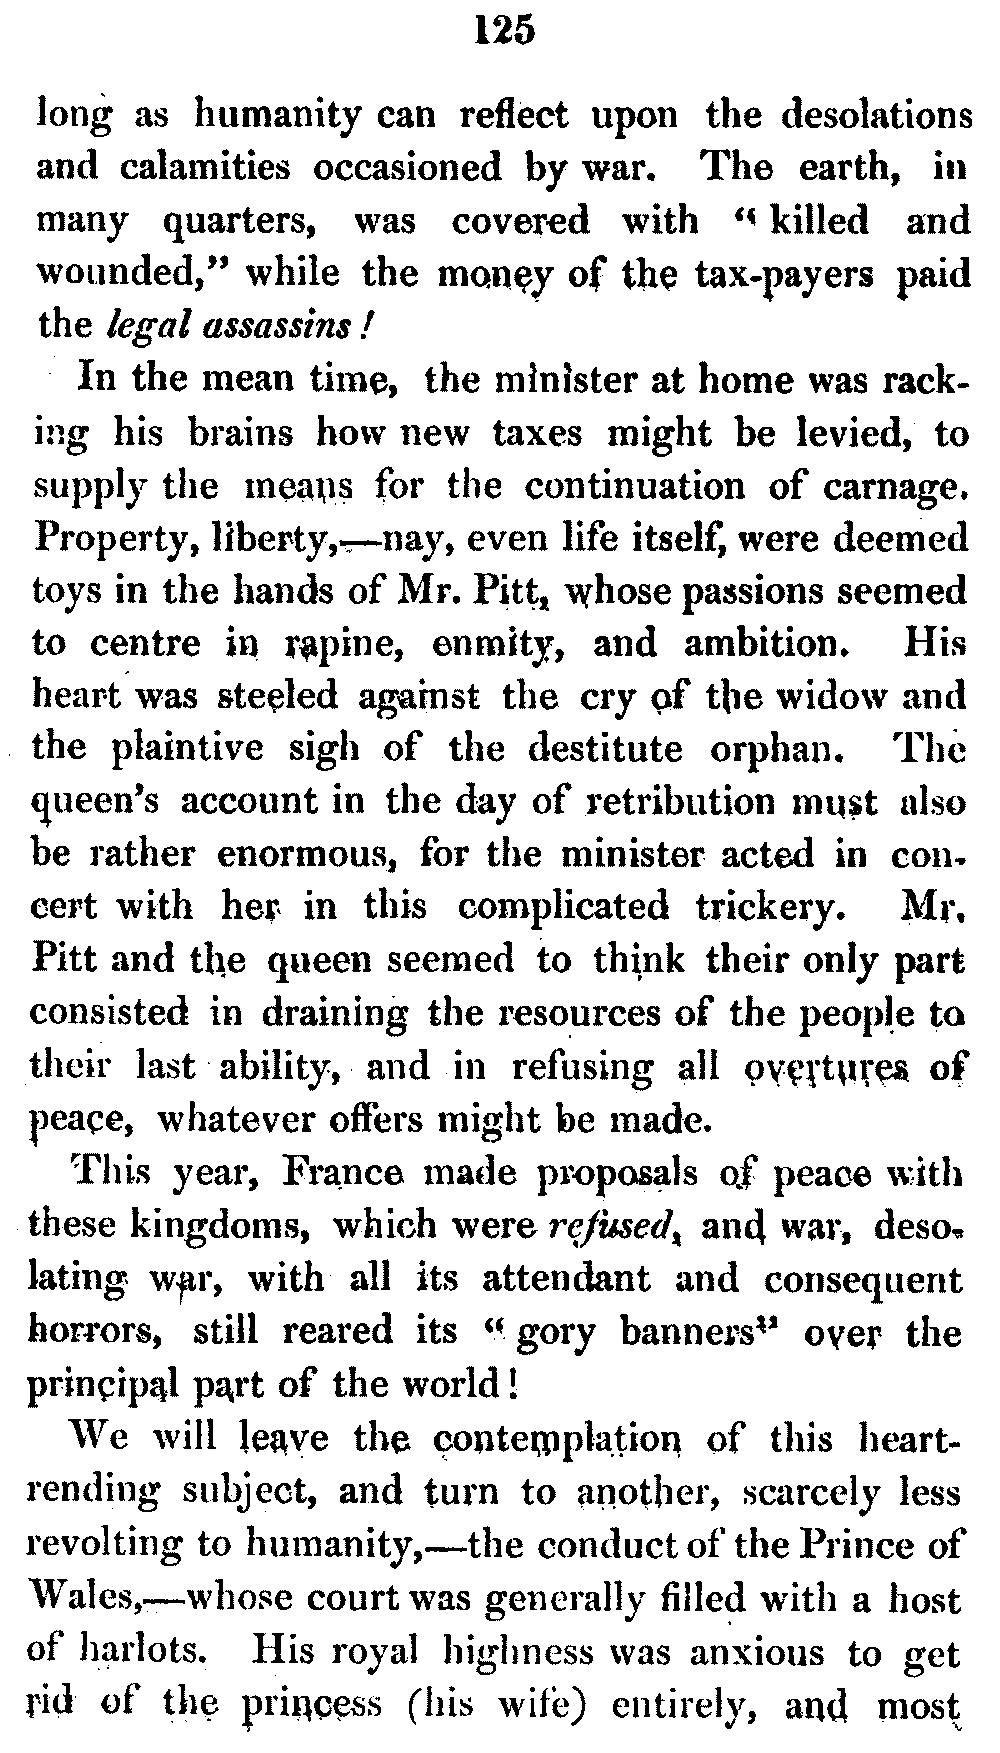 125
long as humanity can reflect upon the desolations
and calamities occasioned by war. The earth, in
many quarters, was covered with “ killed and
wounded,” while the money of the tax-payers paid
the legal assassins !
In the mean time, the minister at home was rack-
ing his brains how new taxes might be levied, to
supply the means for the continuation of carnage.
Property, liberty,—nay, even life itself, were deemed
toys in the hands of Mr. Pitt, whose passions seemed
to centre in rapine, enmity, and ambition. His
heart was steeled against the cry of the widow and
the plaintive sigh of the destitute orphan. The
queen’s account in the day of retribution must also
be rather enormous, for the minister acted in con-
cert with her in this complicated trickery. Mr.
Pitt and the queen seemed to think their only part
consisted in draining the resources of the people to
their last ability, and in refusing all overtures of
peace, whatever offers might be made.
This year, France made proposals of peace with
these kingdoms, which were refused, and war, deso-
lating war, with all its attendant and consequent
horrors, still reared its “ gory banners” over the
principal part of the world !
We will leave the contemplation of this heart-
rending subject, and turn to another, scarcely less
revolting to humanity,—the conduct of the Prince of
Wales,—whose court was generally filled with a host
of harlots. His royal highness was anxious to get
rid of the princess (his wife) entirely, and most